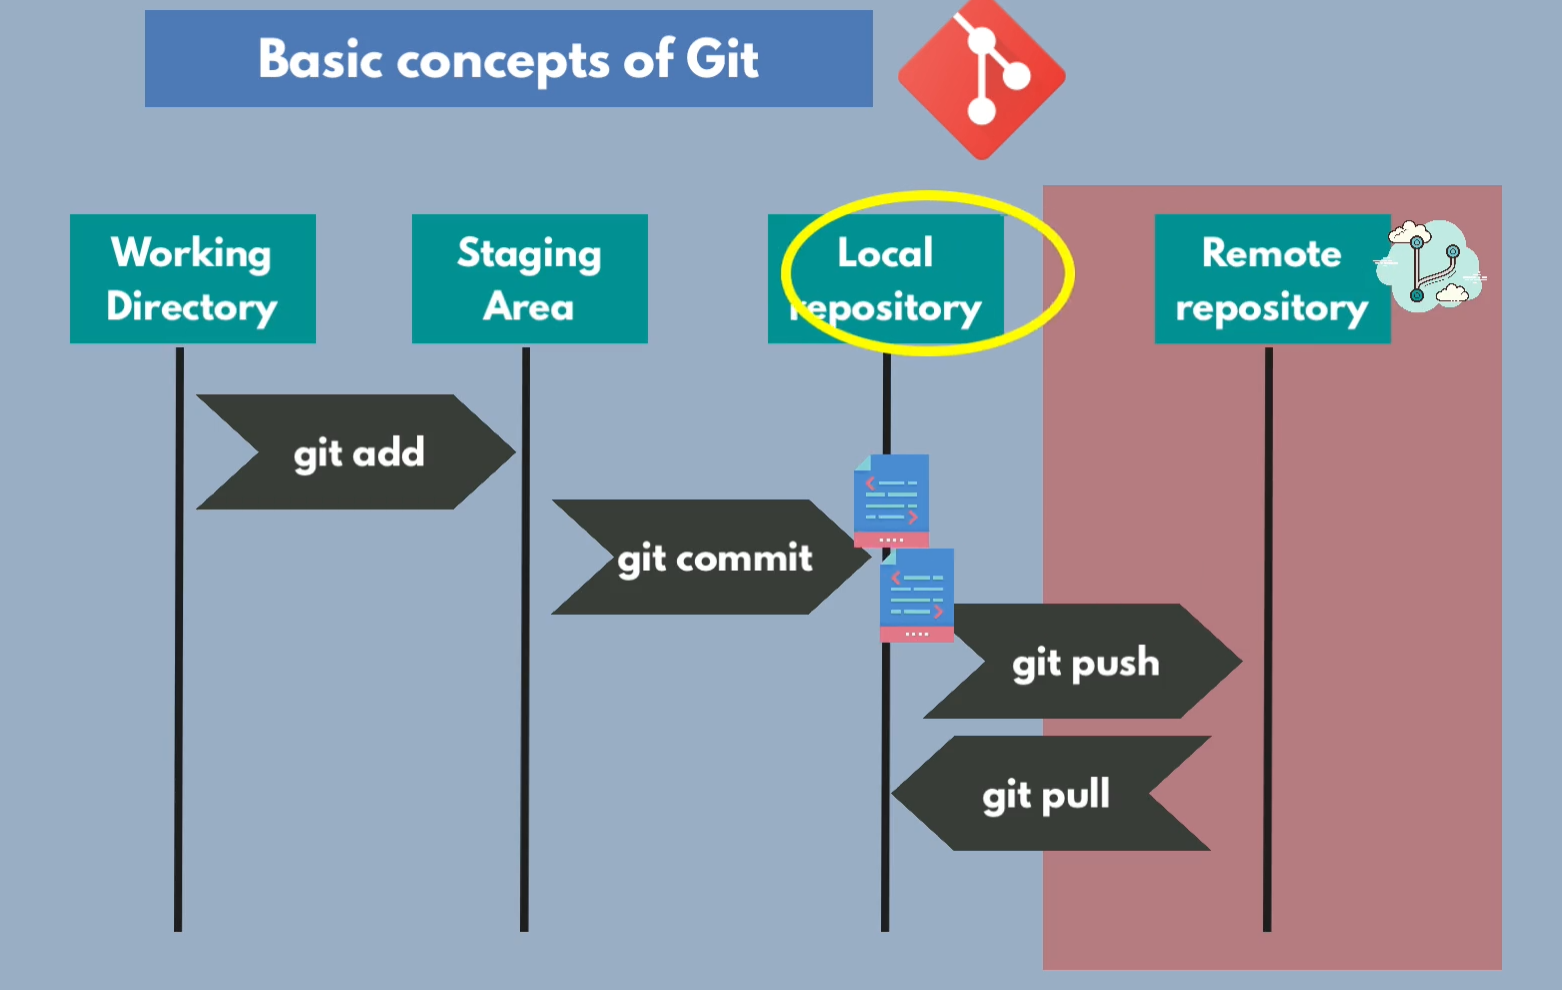 Basic concepts of Git
Working
Directory
Staging
Area
Local
repository
Remote
repository
git add
git commit
git push
git pull